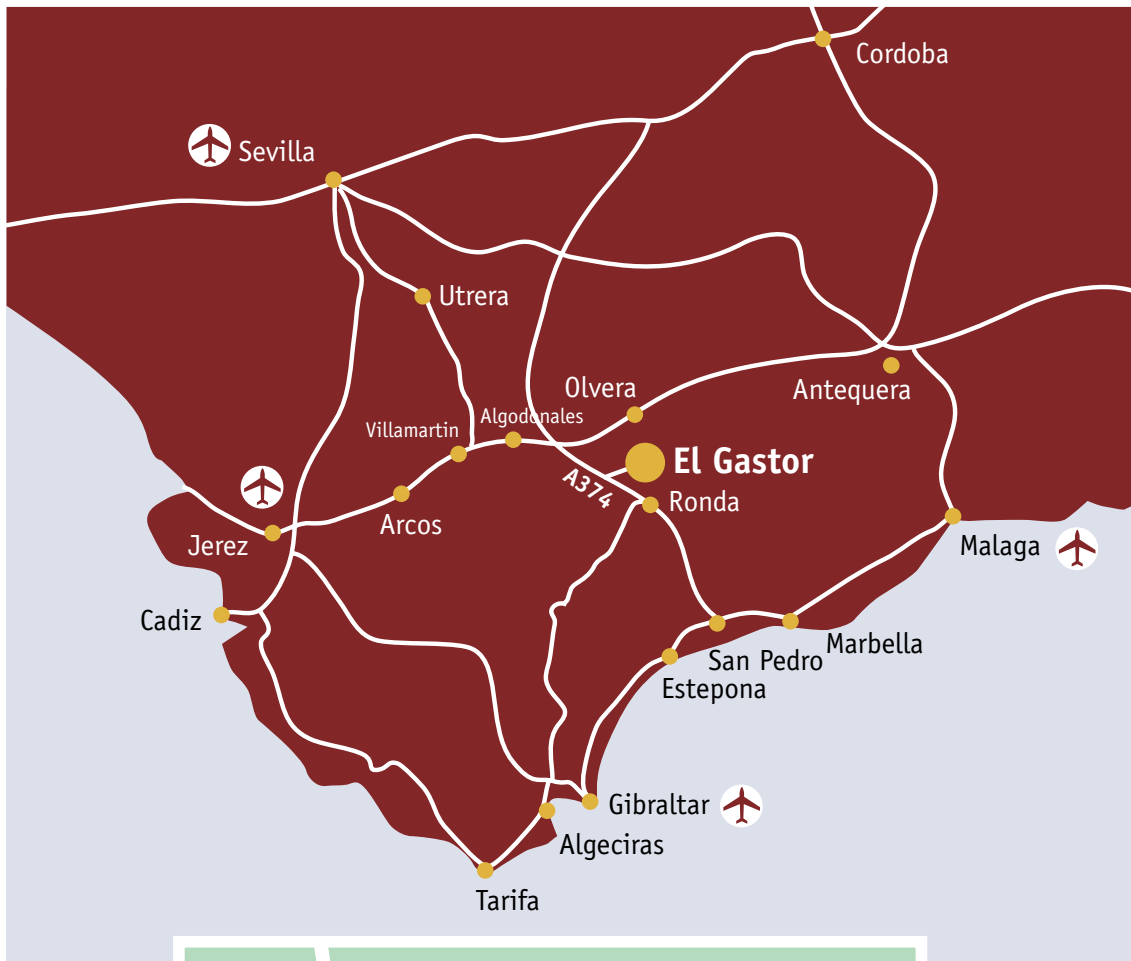 Cordoba
Sevilla
Utrera
Olvera
Antequera
Algodonales
Villamartin
El Gastor
A374
Ronda
Arcos
Jerez
Malaga
Cadiz
Marbella
San Pedro
Estepona
Gibraltar
Algeciras
Tarifa